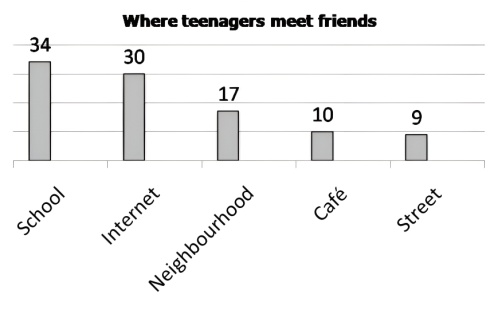 Where teenagers meet friends
34
30
17
10
9
School
Internet
Neighbourhood
Café
Street